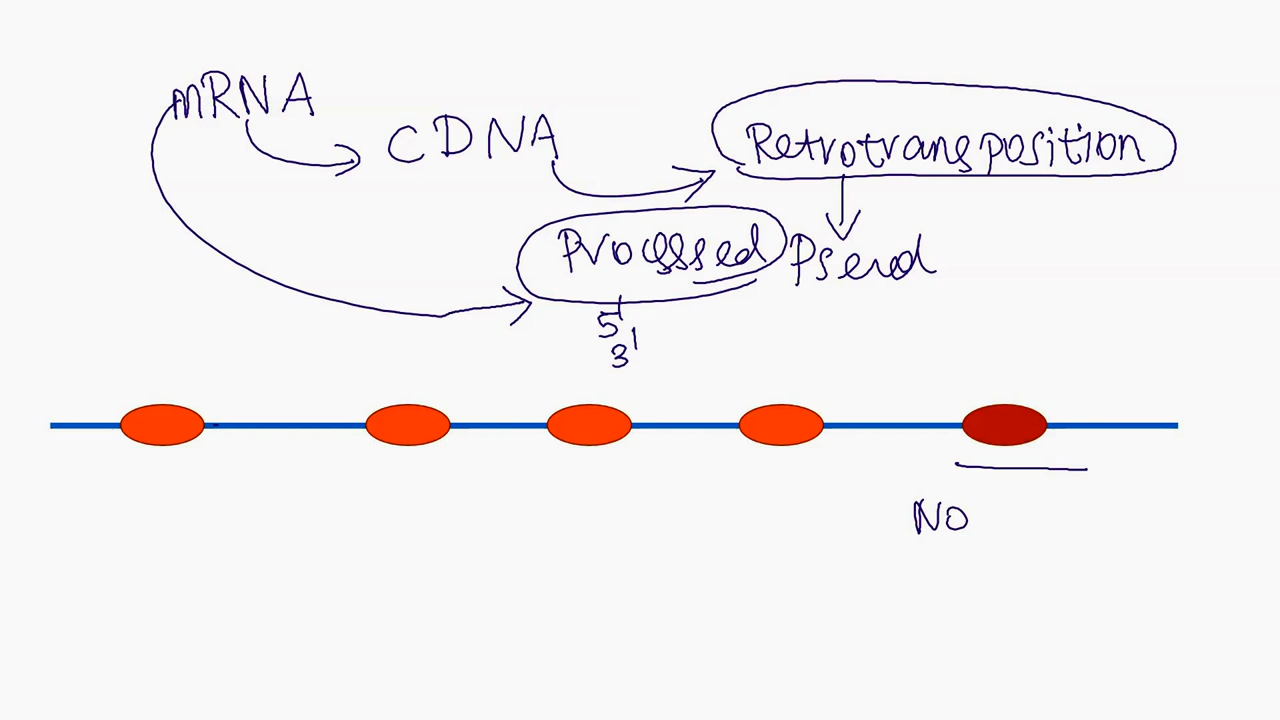 mRNA
CDNA
Retrotransposition
Processed Pseud
5'
3'
NO